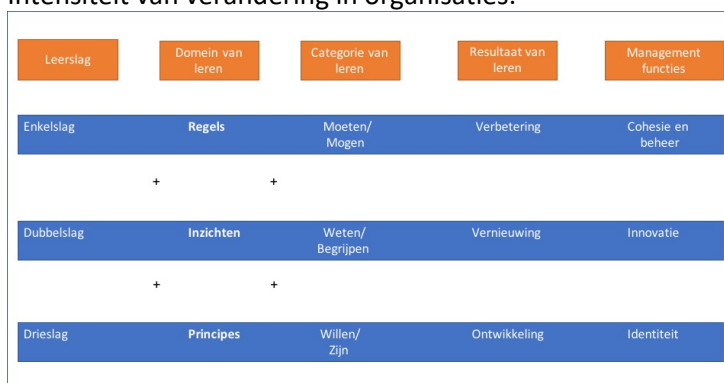 intensiteit van verandering in organisaties.
Leerslag
Domein van leren
Categorie van leren
Resultaat van leren
Management functies
Enkelslag
Regels
Moeten/
Mogen
Verbetering
Cohesie en beheer
+ +
Dubbelslag
Inzichten
Weten/
Begrijpen
Vernieuwing
Innovatie
+ +
Drieslag
Principes
Willen/
Zijn
Ontwikkeling
Identiteit